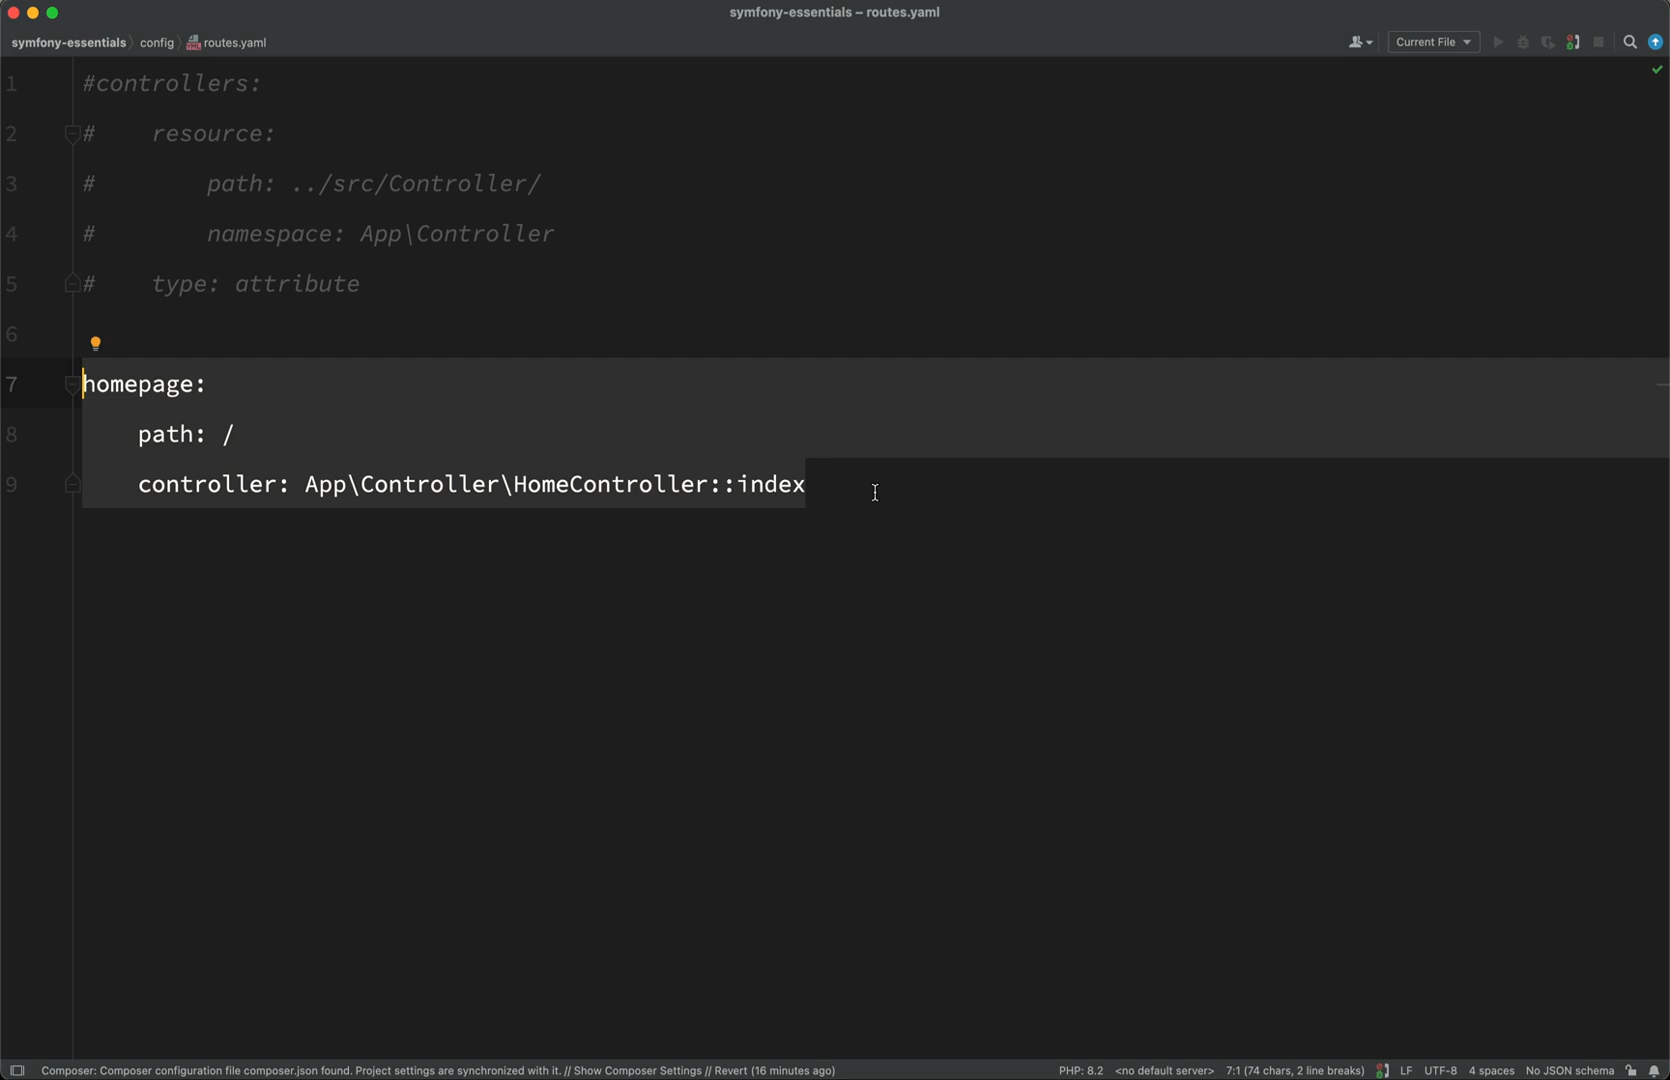 symfony-essentials – routes.yaml
symfony-essentials config routes.yaml Current File
1 #controllers:
2 #    resource:
3 #        path: ../src/Controller/
4 #        namespace: App\Controller
5 #    type: attribute
6
7 homepage:
8     path: /
9     controller: App\Controller\HomeController::index
Composer: Composer configuration file composer.json found. Project settings are synchronized with it. // Show Composer Settings // Revert (16 minutes ago) PHP: 8.2 <no default server> 7:1 (74 chars, 2 line breaks) LF UTF-8 4 spaces No JSON schema